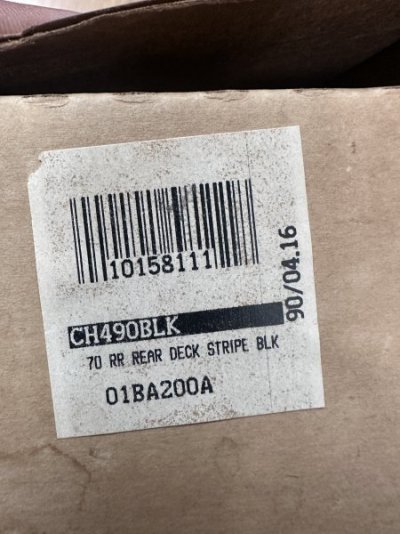 10158111
90/04.16
CH490BLK
70 RR REAR DECK STRIPE BLK
01BA200A